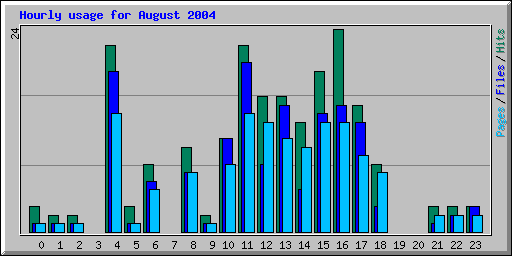 Hourly usage for August 2004
24
Pages / Files / Hits
0 1 2 3 4 5 6 7 8 9 10 11 12 13 14 15 16 17 18 19 20 21 22 23